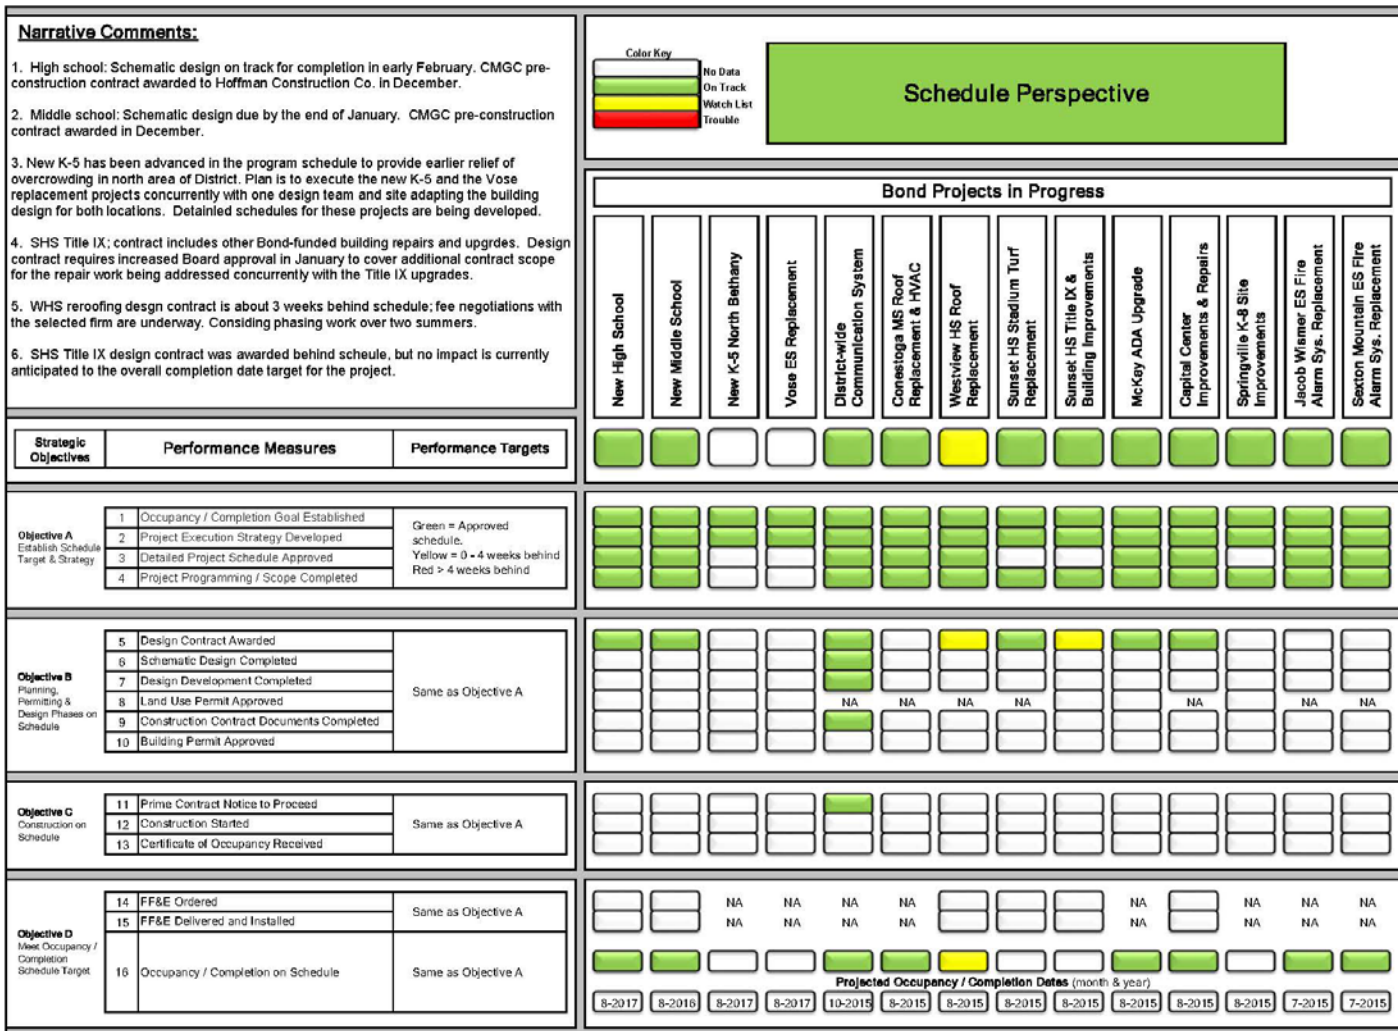 Narrative Comments:
1. High school: Schematic design on track for completion in early February. CMGC pre-
construction contract awarded to Hoffman Construction Co. in December.
2. Middle school: Schematic design due by the end of January. CMGC pre-construction
contract awarded in December.
3. New K-5 has been advanced in the program schedule to provide earlier relief of
overcrowding in north area of District. Plan is to execute the new K-5 and the Vose
replacement projects concurrently with one design team and site adapting the building
design for both locations. Detainled schedules for these projects are being developed.
4. SHS Title IX; contract includes other Bond-funded building repairs and upgrdes. Design
contract requires increased Board approval in January to cover additional contract scope
for the repair work being addressed concurrently with the Title IX upgrades.
5. WHS reroofing desgn contract is about 3 weeks behind schedule; fee negotiations with
the selected firm are underway. Considing phasing work over two summers.
6. SHS Title IX design contract was awarded behind scheule, but no impact is currently
anticipated to the overall completion date target for the project.
Color Key
No Data
On Track
Watch List
Trouble
Schedule Perspective
Bond Projects in Progress
New High School
New Middle School
New K-5 North Bethany
Vose ES Replacement
District-wide
Communication System
Conestoga MS Roof
Replacement & HVAC
Westview HS Roof
Replacement
Sunset HS Stadium Turf
Replacement
Sunset HS Title IX &
Building Improvements
McKay ADA Upgrade
Capital Center
Improvements & Repairs
Springville K-8 Site
Improvements
Jacob Wismer ES Fire
Alarm Sys. Replacement
Sexton Mountain ES Fire
Alarm Sys. Replacement
Strategic
Objectives
Performance Measures
Performance Targets
Objective A
Establish Schedule
Target & Strategy
1 Occupancy / Completion Goal Established
2 Project Execution Strategy Developed
3 Detailed Project Schedule Approved
4 Project Programming / Scope Completed
Green = Approved
schedule.
Yellow = 0 - 4 weeks behind
Red > 4 weeks behind
Objective B
Planning,
Permitting &
Design Phases on
Schedule
5 Design Contract Awarded
6 Schematic Design Completed
7 Design Development Completed
8 Land Use Permit Approved
9 Construction Contract Documents Completed
10 Building Permit Approved
Same as Objective A
NA NA NA NA NA NA NA
Objective C
Construction on
Schedule
11 Prime Contract Notice to Proceed
12 Construction Started
13 Certificate of Occupancy Received
Same as Objective A
Objective D
Meet Occupancy /
Completion
Schedule Target
14 FF&E Ordered
15 FF&E Delivered and Installed
Same as Objective A
NA NA NA NA NA NA NA NA
NA NA NA NA NA NA NA NA
16 Occupancy / Completion on Schedule
Same as Objective A
Projected Occupancy / Completion Dates (month & year)
8-2017 8-2016 8-2017 8-2017 10-2015 8-2015 8-2015 8-2015 8-2015 8-2015 8-2015 8-2015 7-2015 7-2015